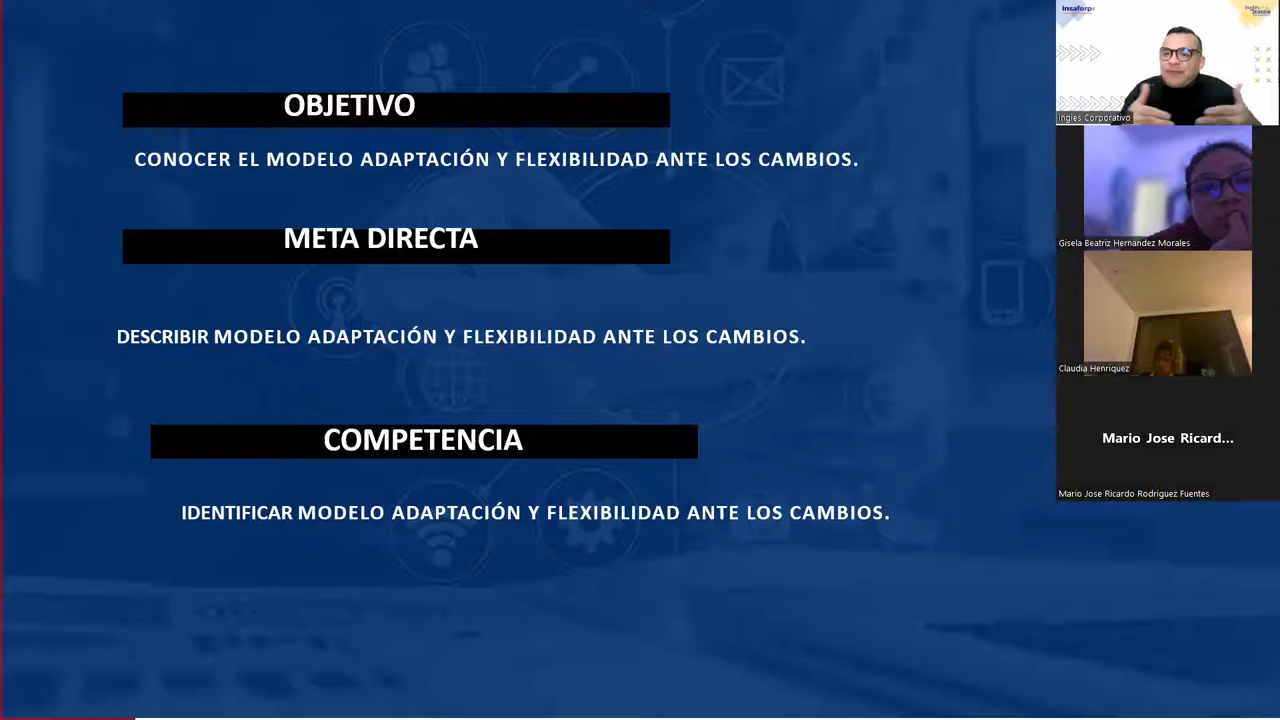 OBJETIVO
CONOCER EL MODELO ADAPTACIÓN Y FLEXIBILIDAD ANTE LOS CAMBIOS.
META DIRECTA
DESCRIBIR MODELO ADAPTACIÓN Y FLEXIBILIDAD ANTE LOS CAMBIOS.
COMPETENCIA
IDENTIFICAR MODELO ADAPTACIÓN Y FLEXIBILIDAD ANTE LOS CAMBIOS.
Insaforp
Ingles Corporativo
Gisela Beatriz Hernandez Morales
Claudia Henriquez
Mario Jose Ricard...
Mario Jose Ricardo Rodriguez Fuentes